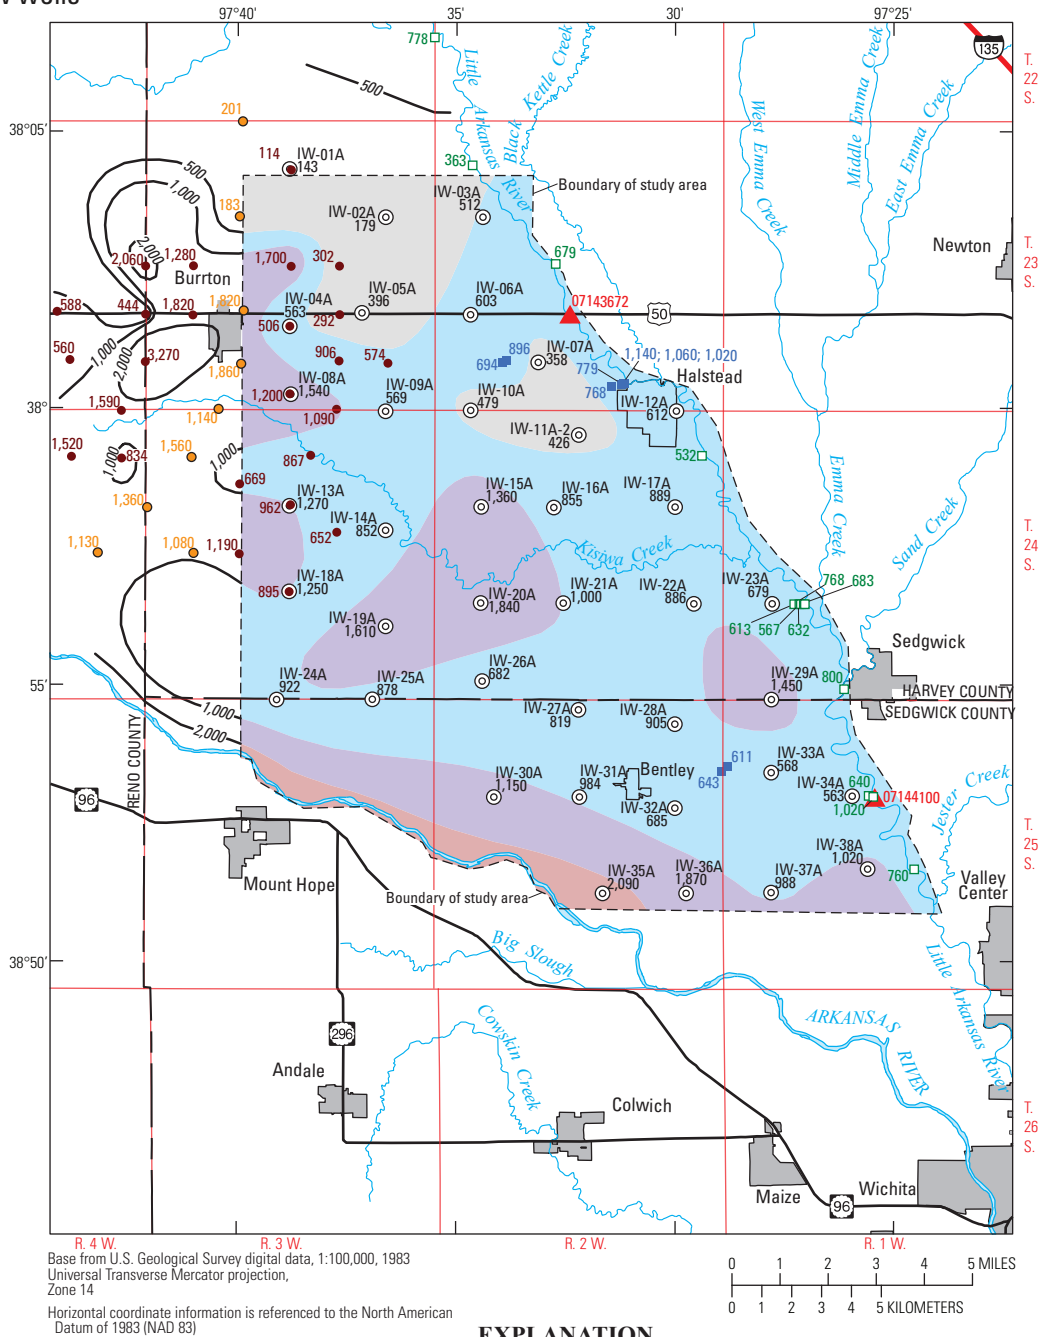 97°40'
35'
30'
97°25'
778
135
T.
22
S.
500
Little
Arkansas
River
Black Kettle Creek
West Emma Creek
Middle Emma Creek
East Emma Creek
38°05'
201
114
IW-01A
143
363
Boundary of study area
500
1,000
2,000
183
IW-02A
179
IW-03A
512
Newton
T.
23
S.
2,060
1,280
Burrton
1,700
302
679
588
444
1,820
1,820
IW-04A
563
506
IW-05A
396
292
IW-06A
603
07143672
50
560
1,000
2,000
3,270
1,860
906
574
896
694
IW-07A
358
1,140; 1,060; 1,020
779
768
Halstead
1,590
1,140
IW-08A
1,540
1,200
IW-09A
569
1,090
IW-10A
479
IW-12A
612
38°
1,520
1,000
834
1,560
1,000
867
IW-11A-2
426
532
669
1,360
IW-13A
1,270
962
IW-14A
852
652
IW-15A
1,360
IW-16A
855
IW-17A
889
Emma Creek
Sand Creek
T.
24
S.
1,130
1,080
1,190
Kisiwa Creek
IW-18A
1,250
895
IW-19A
1,610
IW-20A
1,840
IW-21A
1,000
IW-22A
886
IW-23A
679
768
683
613
567
632
Sedgwick
IW-24A
922
IW-25A
878
IW-26A
682
IW-29A
1,450
800
55'
HARVEY COUNTY
SEDGWICK COUNTY
RENO COUNTY
1,000
2,000
IW-27A
819
IW-28A
905
611
643
IW-33A
568
IW-30A
1,150
IW-31A
984
Bentley
IW-32A
685
IW-34A
563
640
1,020
07144100
Jester Creek
96
T.
25
S.
Mount Hope
IW-38A
1,020
760
Valley
Center
IW-35A
2,090
IW-36A
1,870
IW-37A
988
Boundary of study area
Big Slough
38°50'
Little Arkansas River
ARKANSAS
RIVER
296
Cowskin
Creek
Andale
Colwich
T.
26
S.
Maize
96
Wichita
R. 4 W.
R. 3 W.
R. 2 W.
R. 1 W.
Base from U.S. Geological Survey digital data, 1:100,000, 1983
Universal Transverse Mercator projection,
Zone 14
Horizontal coordinate information is referenced to the North American
Datum of 1983 (NAD 83)
0 1 2 3 4 5 MILES
0 1 2 3 4 5 KILOMETERS